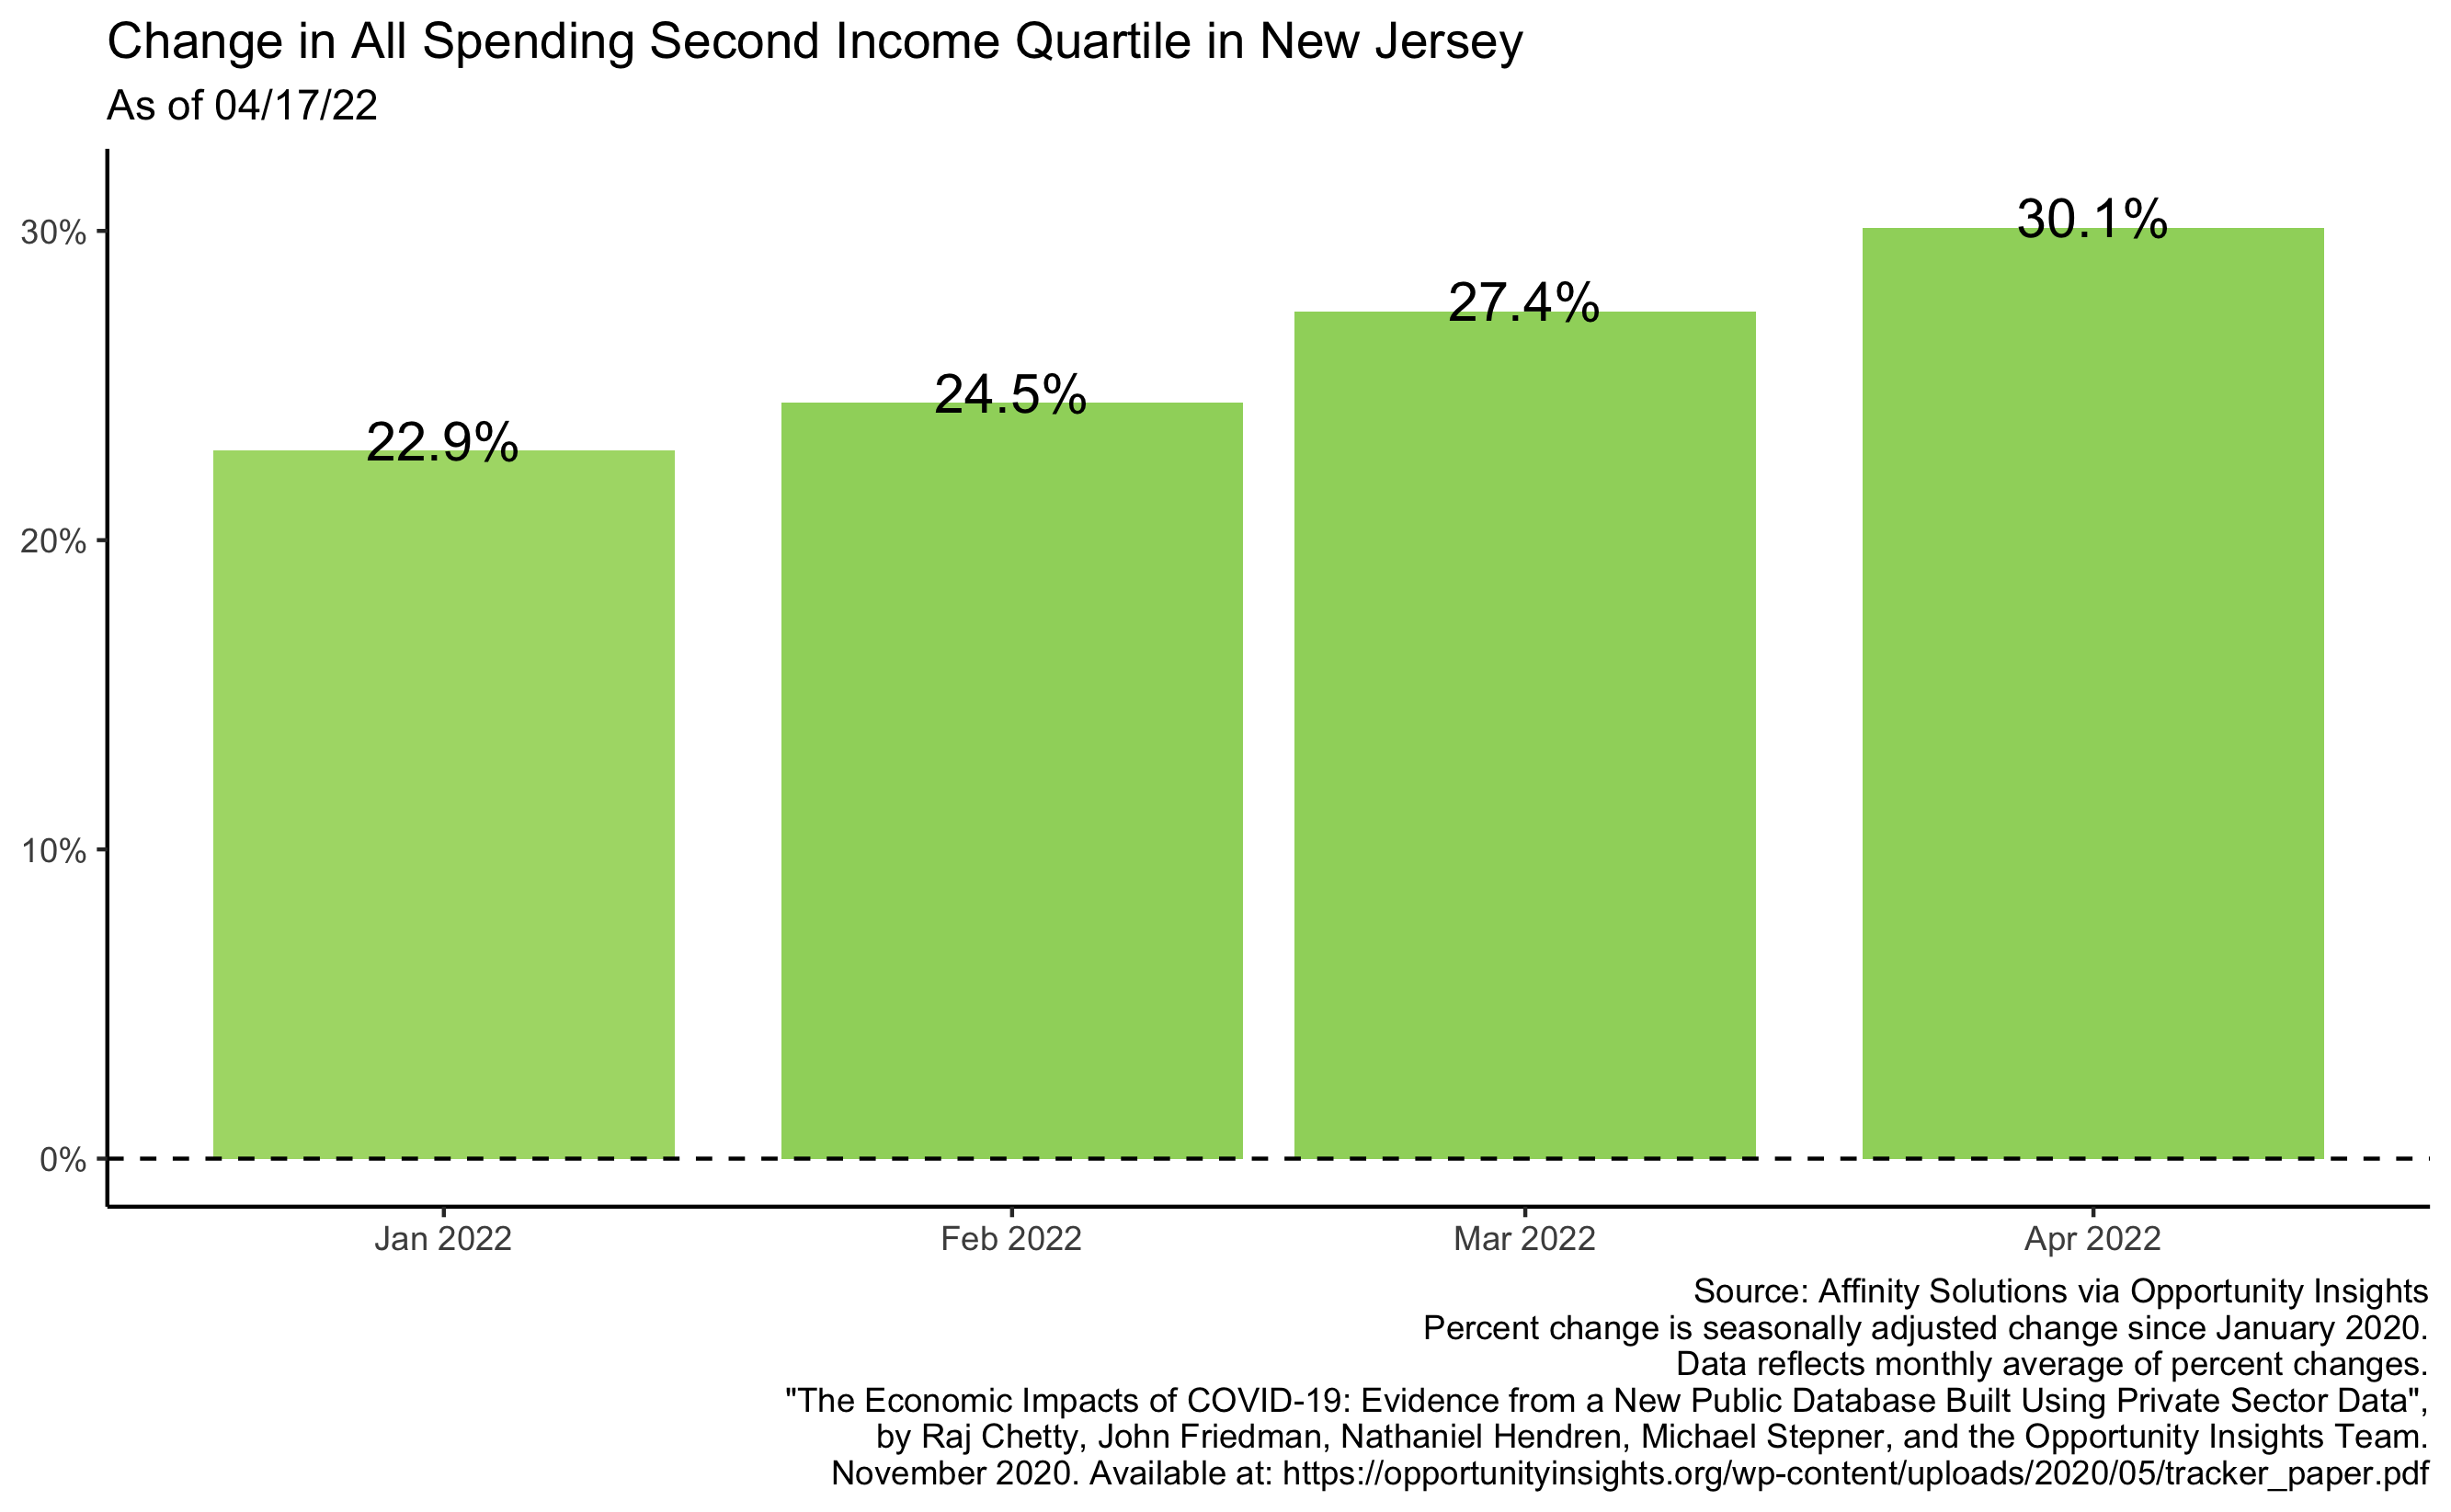 Change in All Spending Second Income Quartile in New Jersey
As of 04/17/22
30%
20%
10%
0%
22.9%
24.5%
27.4%
30.1%
Jan 2022
Feb 2022
Mar 2022
Apr 2022
Source: Affinity Solutions via Opportunity Insights
Percent change is seasonally adjusted change since January 2020.
Data reflects monthly average of percent changes.
"The Economic Impacts of COVID-19: Evidence from a New Public Database Built Using Private Sector Data",
by Raj Chetty, John Friedman, Nathaniel Hendren, Michael Stepner, and the Opportunity Insights Team.
November 2020. Available at: https://opportunityinsights.org/wp-content/uploads/2020/05/tracker_paper.pdf